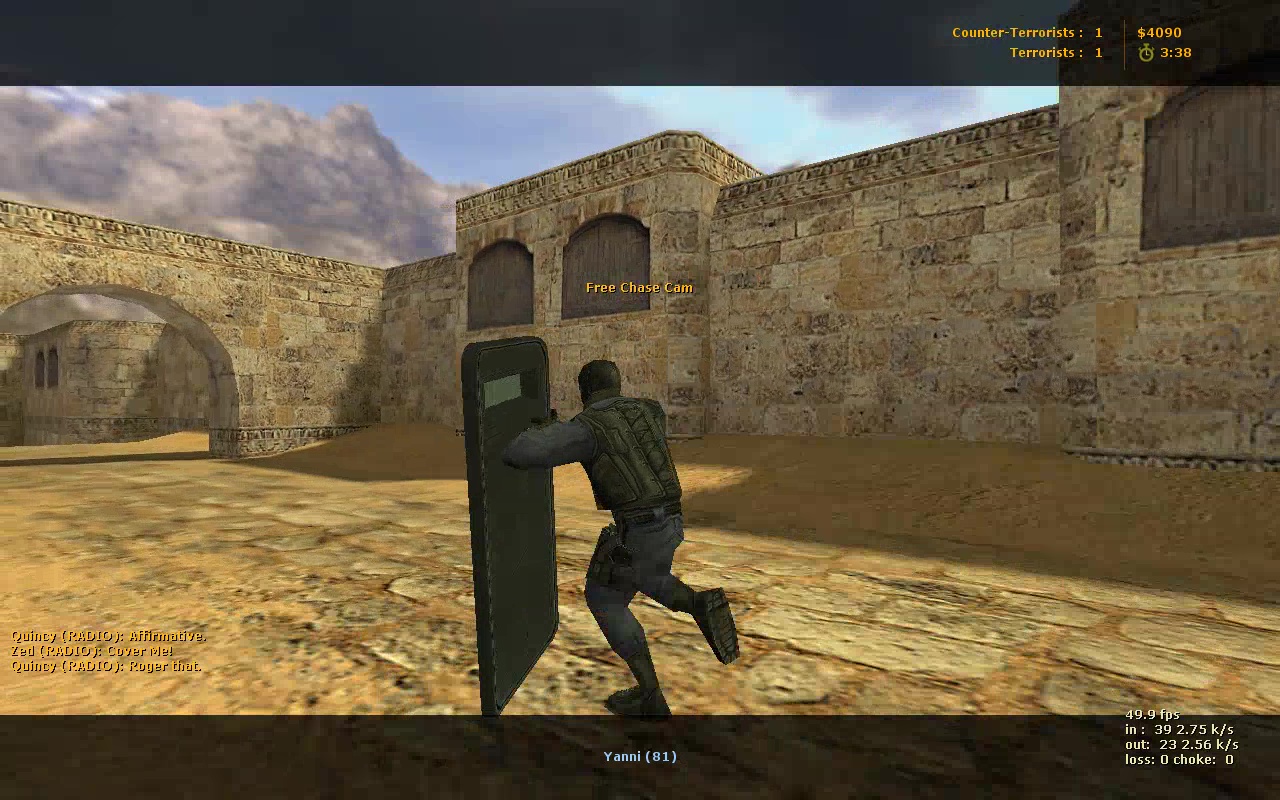 Counter-Terrorists : 1 $4090
Terrorists : 1 3:38
Free Chase Cam
Quincy (RADIO): Affirmative.
Zed (RADIO): Cover Me!
Quincy (RADIO): Roger that.
49.9 fps
in : 39 2.75 k/s
out: 23 2.56 k/s
loss: 0 choke: 0
Yanni (81)